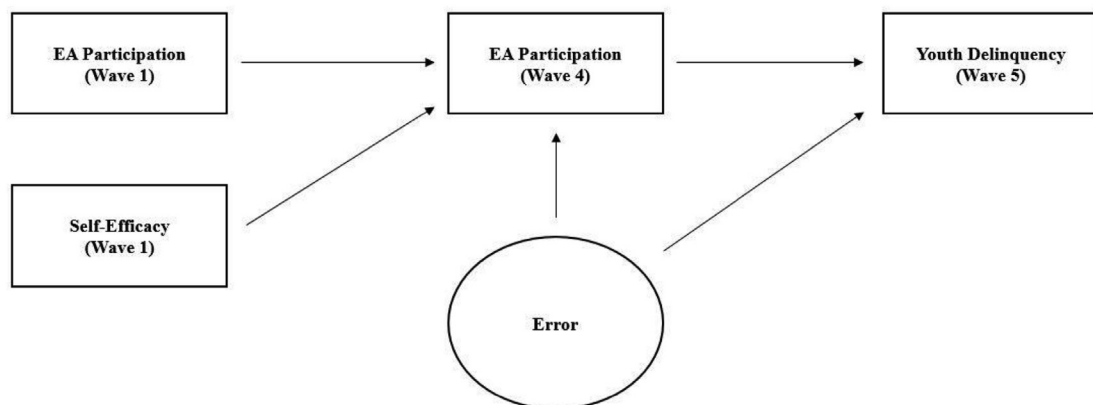 EA Participation
(Wave 1)
EA Participation
(Wave 4)
Youth Delinquency
(Wave 5)
Self-Efficacy
(Wave 1)
Error